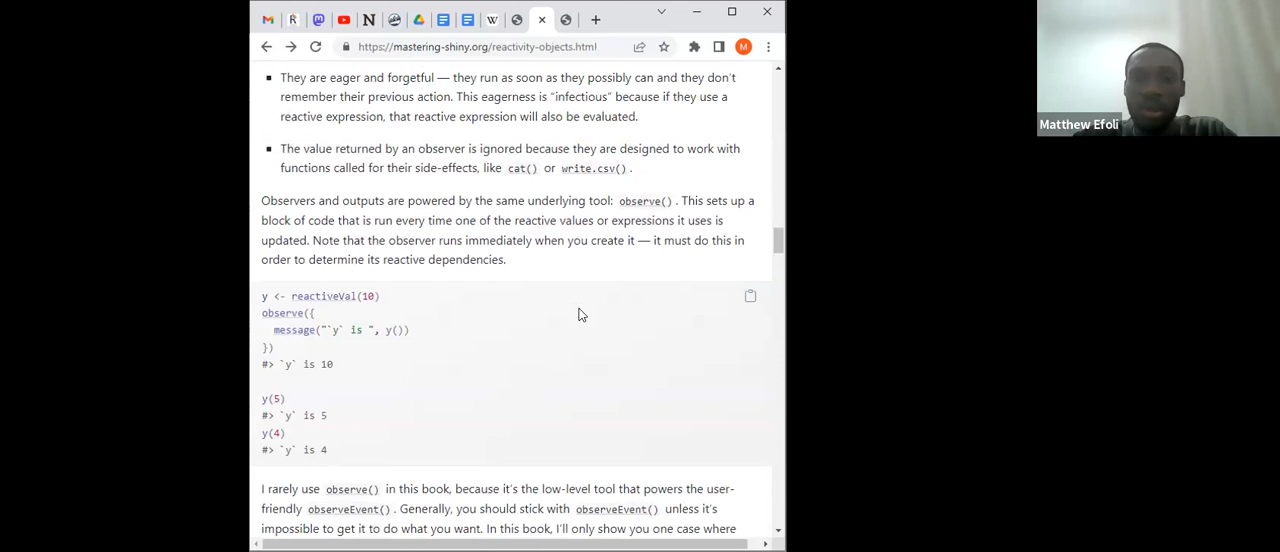 https://mastering-shiny.org/reactivity-objects.html
M
They are eager and forgetful — they run as soon as they possibly can and they don't
remember their previous action. This eagerness is “infectious” because if they use a
reactive expression, that reactive expression will also be evaluated.
The value returned by an observer is ignored because they are designed to work with
functions called for their side-effects, like cat() or write.csv().
Observers and outputs are powered by the same underlying tool: observe(). This sets up a
block of code that is run every time one of the reactive values or expressions it uses is
updated. Note that the observer runs immediately when you create it — it must do this in
order to determine its reactive dependencies.
y <- reactiveVal(10)
observe({
  message("`y` is ", y())
})
#> `y` is 10
y(5)
#> `y` is 5
y(4)
#> `y` is 4
I rarely use observe() in this book, because it's the low-level tool that powers the user-
friendly observeEvent(). Generally, you should stick with observeEvent() unless it's
impossible to get it to do what you want. In this book, I'll only show you one case where
Matthew Efoli